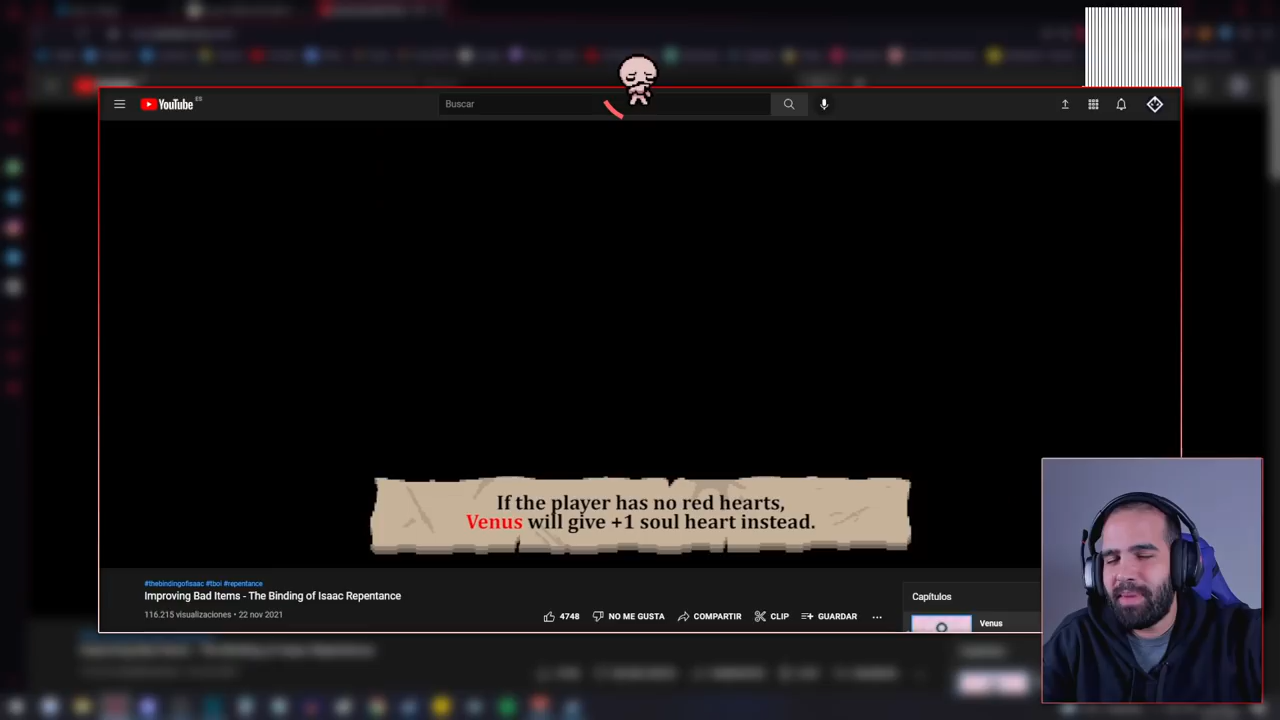 YouTube ES
Buscar
If the player has no red hearts,
Venus will give +1 soul heart instead.
#thebindingofisaac #tboi #repentance
Improving Bad Items - The Binding of Isaac Repentance
116.215 visualizaciones • 22 nov 2021
4748 NO ME GUSTA COMPARTIR CLIP GUARDAR
Capítulos
Venus